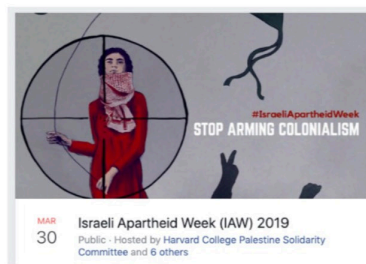 #IsraeliApartheidWeek
STOP ARMING COLONIALISM
MAR
30
Israeli Apartheid Week (IAW) 2019
Public · Hosted by Harvard College Palestine Solidarity
Committee and 6 others